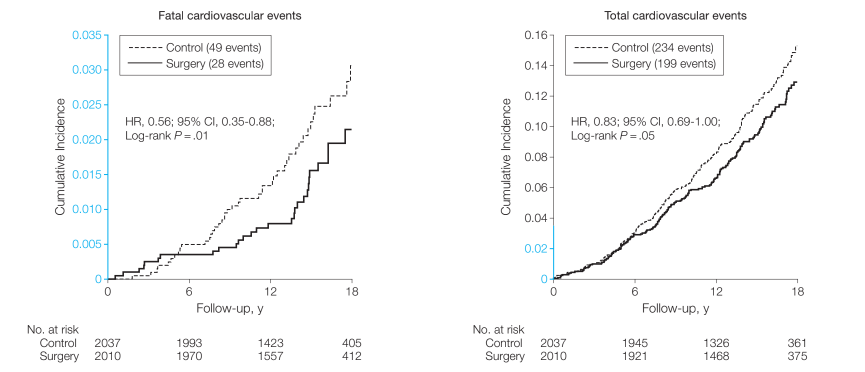 Fatal cardiovascular events
0.035
0.030
0.025
0.020
0.015
0.010
0.005
0
Cumulative Incidence
Control (49 events)
Surgery (28 events)
HR, 0.56; 95% CI, 0.35-0.88;
Log-rank P = .01
0 6 12 18
Follow-up, y
No. at risk
Control 2037 1993 1423 405
Surgery 2010 1970 1557 412
Total cardiovascular events
0.16
0.14
0.12
0.10
0.08
0.06
0.04
0.02
0
Cumulative Incidence
Control (234 events)
Surgery (199 events)
HR, 0.83; 95% CI, 0.69-1.00;
Log-rank P = .05
0 6 12 18
Follow-up, y
No. at risk
Control 2037 1945 1326 361
Surgery 2010 1921 1468 375